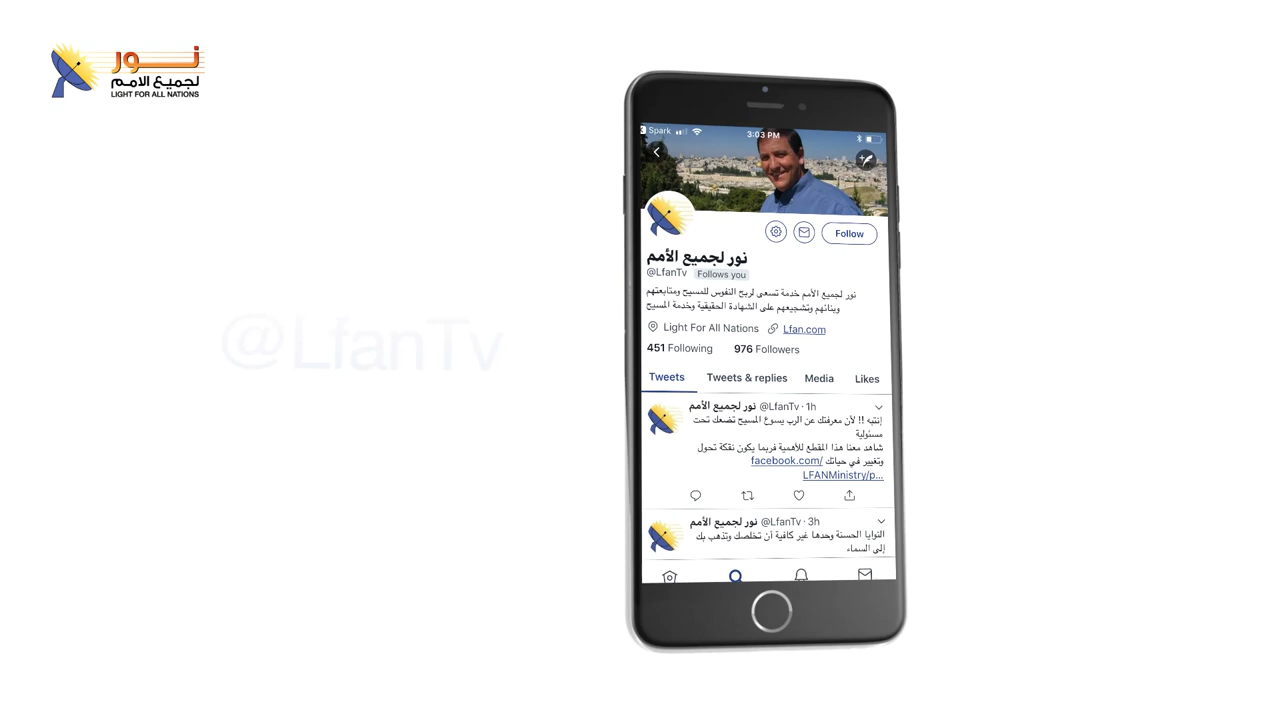 نور
لجميع الامم
LIGHT FOR ALL NATIONS
@LfanTv
Spark
3:03 PM
Follow
نور لجميع الأمم
@LfanTv Follows you
نور لجميع الأمم خدمة تسعى لربح النفوس للمسيح ومتابعتهم
وبنائهم وتشجيعهم على الشهادة الحقيقية وخدمة المسيح
Light For All Nations Lfan.com
451 Following 976 Followers
Tweets Tweets & replies Media Likes
نور لجميع الأمم @LfanTv · 1h
إنتبه !! لأن معرفتك عن الرب يسوع المسيح تضعك تحت
مسئولية
شاهد معنا هذا المقطع للأهمية فربما يكون نقكة تحول
وتغيير في حياتك facebook.com/
LFANMinistry/p...
نور لجميع الأمم @LfanTv · 3h
النوايا الحسنة وحدها غير كافية أن تخلصك وتذهب بك
إلى السماء